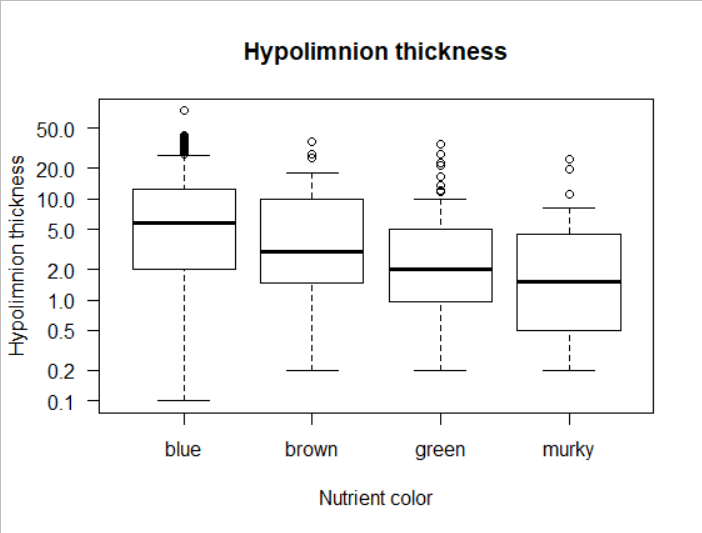 Hypolimnion thickness
Hypolimnion thickness
50.0
20.0
10.0
5.0
2.0
1.0
0.5
0.2
0.1
blue brown green murky
Nutrient color